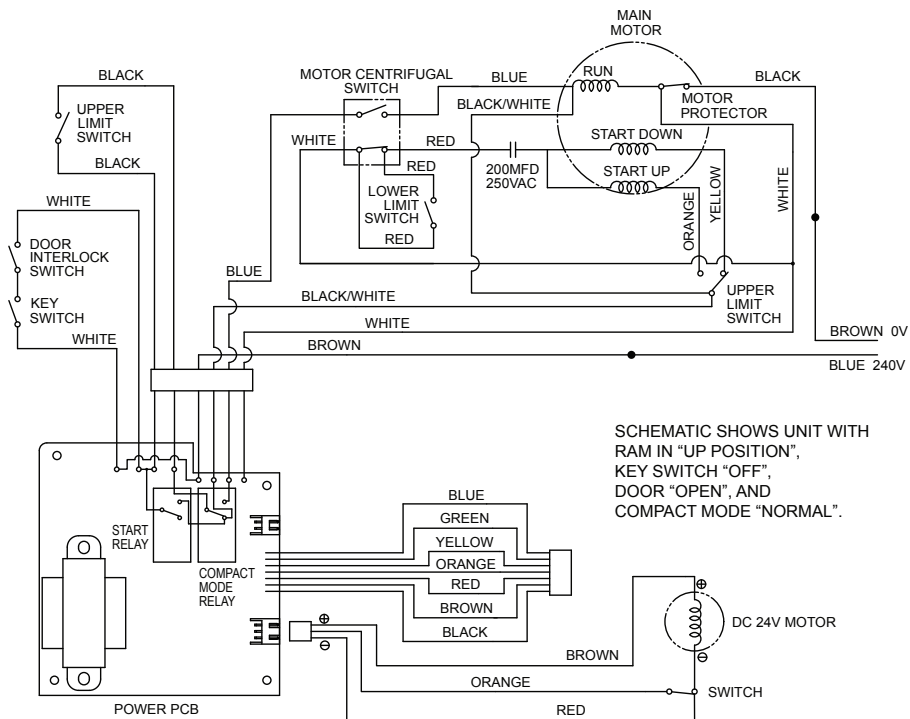 MAIN
MOTOR
BLACK
MOTOR CENTRIFUGAL
SWITCH
BLUE
RUN
BLACK
UPPER
LIMIT
SWITCH
BLACK/WHITE
MOTOR
PROTECTOR
WHITE
RED
START DOWN
BLACK
RED
200MFD
250VAC
START UP
WHITE
LOWER
LIMIT
SWITCH
RED
ORANGE
YELLOW
WHITE
DOOR
INTERLOCK
SWITCH
BLUE
KEY
SWITCH
BLACK/WHITE
UPPER
LIMIT
SWITCH
WHITE
WHITE
BROWN
BROWN 0V
BLUE 240V
SCHEMATIC SHOWS UNIT WITH
RAM IN “UP POSITION”,
KEY SWITCH “OFF”,
DOOR “OPEN”, AND
COMPACT MODE “NORMAL”.
START
RELAY
COMPACT
MODE
RELAY
BLUE
GREEN
YELLOW
ORANGE
RED
BROWN
BLACK
DC 24V MOTOR
BROWN
ORANGE
SWITCH
RED
POWER PCB